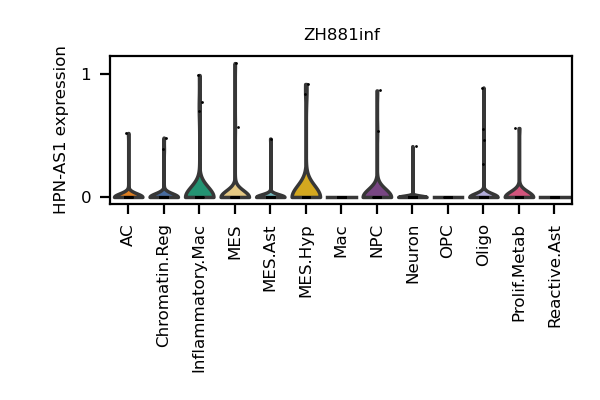 ZH881inf
HPN-AS1 expression
1
0
AC
Chromatin.Reg
Inflammatory.Mac
MES
MES.Ast
MES.Hyp
Mac
NPC
Neuron
OPC
Oligo
Prolif.Metab
Reactive.Ast